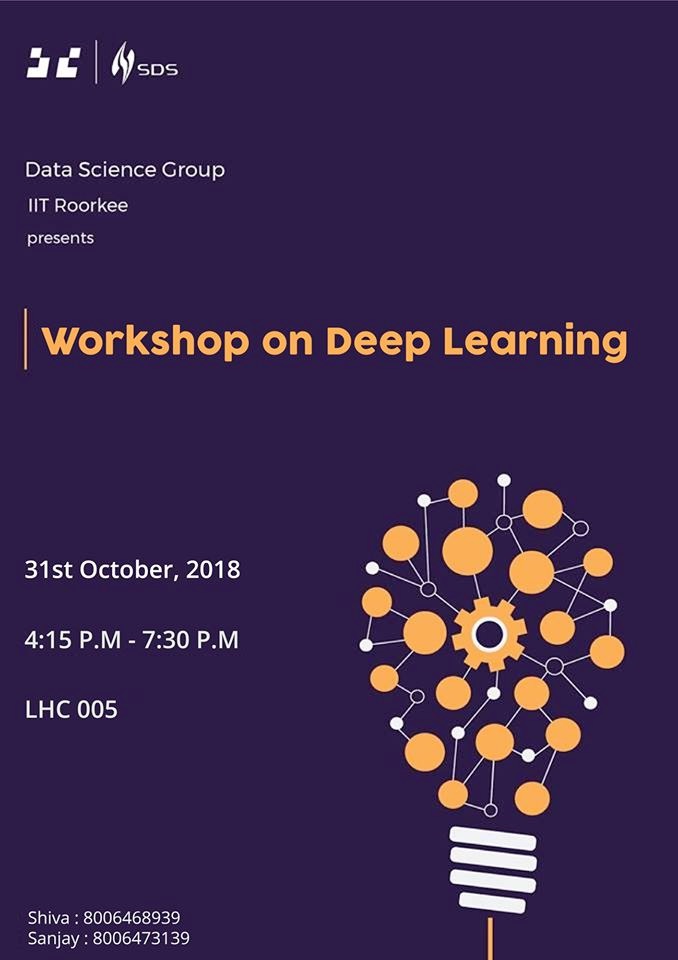 SDS
Data Science Group
IIT Roorkee
presents
Workshop on Deep Learning
31st October, 2018
4:15 P.M - 7:30 P.M
LHC 005
Shiva : 8006468939
Sanjay : 8006473139